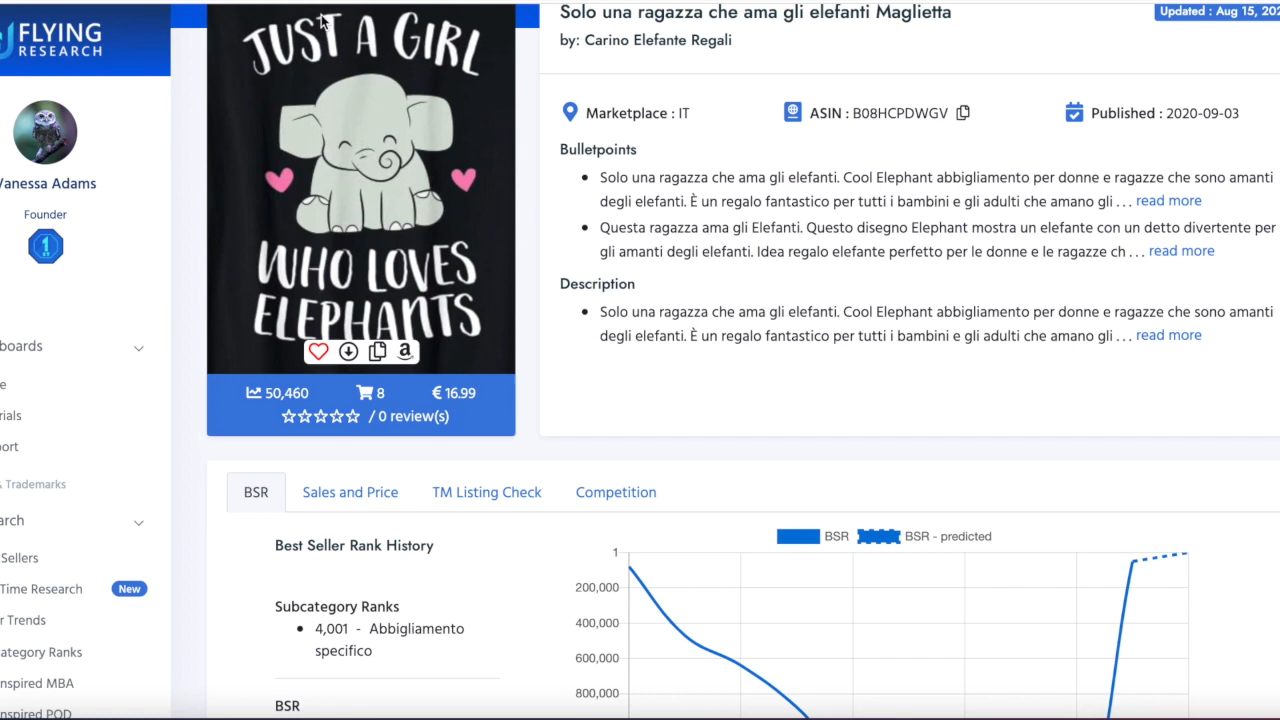 FLYING
RESEARCH
Vanessa Adams
Founder
1
boards
e
rials
ort
& Trademarks
arch
Sellers
Time Research
New
r Trends
ategory Ranks
nspired MBA
nspired POD
JUST A GIRL
WHO LOVES
ELEPHANTS
50,460
8
€ 16.99
/ 0 review(s)
Solo una ragazza che ama gli elefanti Maglietta
Updated : Aug 15, 202
by: Carino Elefante Regali
Marketplace : IT
ASIN : B08HCPDWGV
Published : 2020-09-03
Bulletpoints
Solo una ragazza che ama gli elefanti. Cool Elephant abbigliamento per donne e ragazze che sono amanti
degli elefanti. È un regalo fantastico per tutti i bambini e gli adulti che amano gli ... read more
Questa ragazza ama gli Elefanti. Questo disegno Elephant mostra un elefante con un detto divertente per
gli amanti degli elefanti. Idea regalo elefante perfetto per le donne e le ragazze ch ... read more
Description
Solo una ragazza che ama gli elefanti. Cool Elephant abbigliamento per donne e ragazze che sono amanti
degli elefanti. È un regalo fantastico per tutti i bambini e gli adulti che amano gli ... read more
BSR
Sales and Price
TM Listing Check
Competition
Best Seller Rank History
Subcategory Ranks
4,001 - Abbigliamento
specifico
BSR
BSR
BSR - predicted
1
200,000
400,000
600,000
800,000